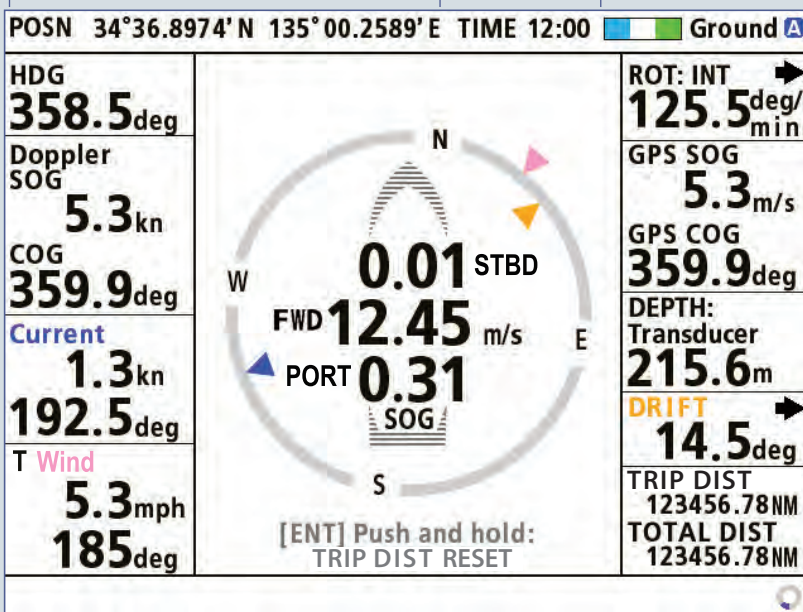 POSN 34°36.8974'N 135°00.2589'E TIME 12:00 Ground A
HDG
358.5deg
Doppler
SOG
5.3kn
COG
359.9deg
Current
1.3kn
192.5deg
T Wind
5.3mph
185deg
N
W
E
S
0.01 STBD
FWD 12.45 m/s
PORT 0.31
SOG
[ENT] Push and hold:
TRIP DIST RESET
ROT: INT
125.5deg/
min
GPS SOG
5.3m/s
GPS COG
359.9deg
DEPTH:
Transducer
215.6m
DRIFT
14.5deg
TRIP DIST
123456.78NM
TOTAL DIST
123456.78NM